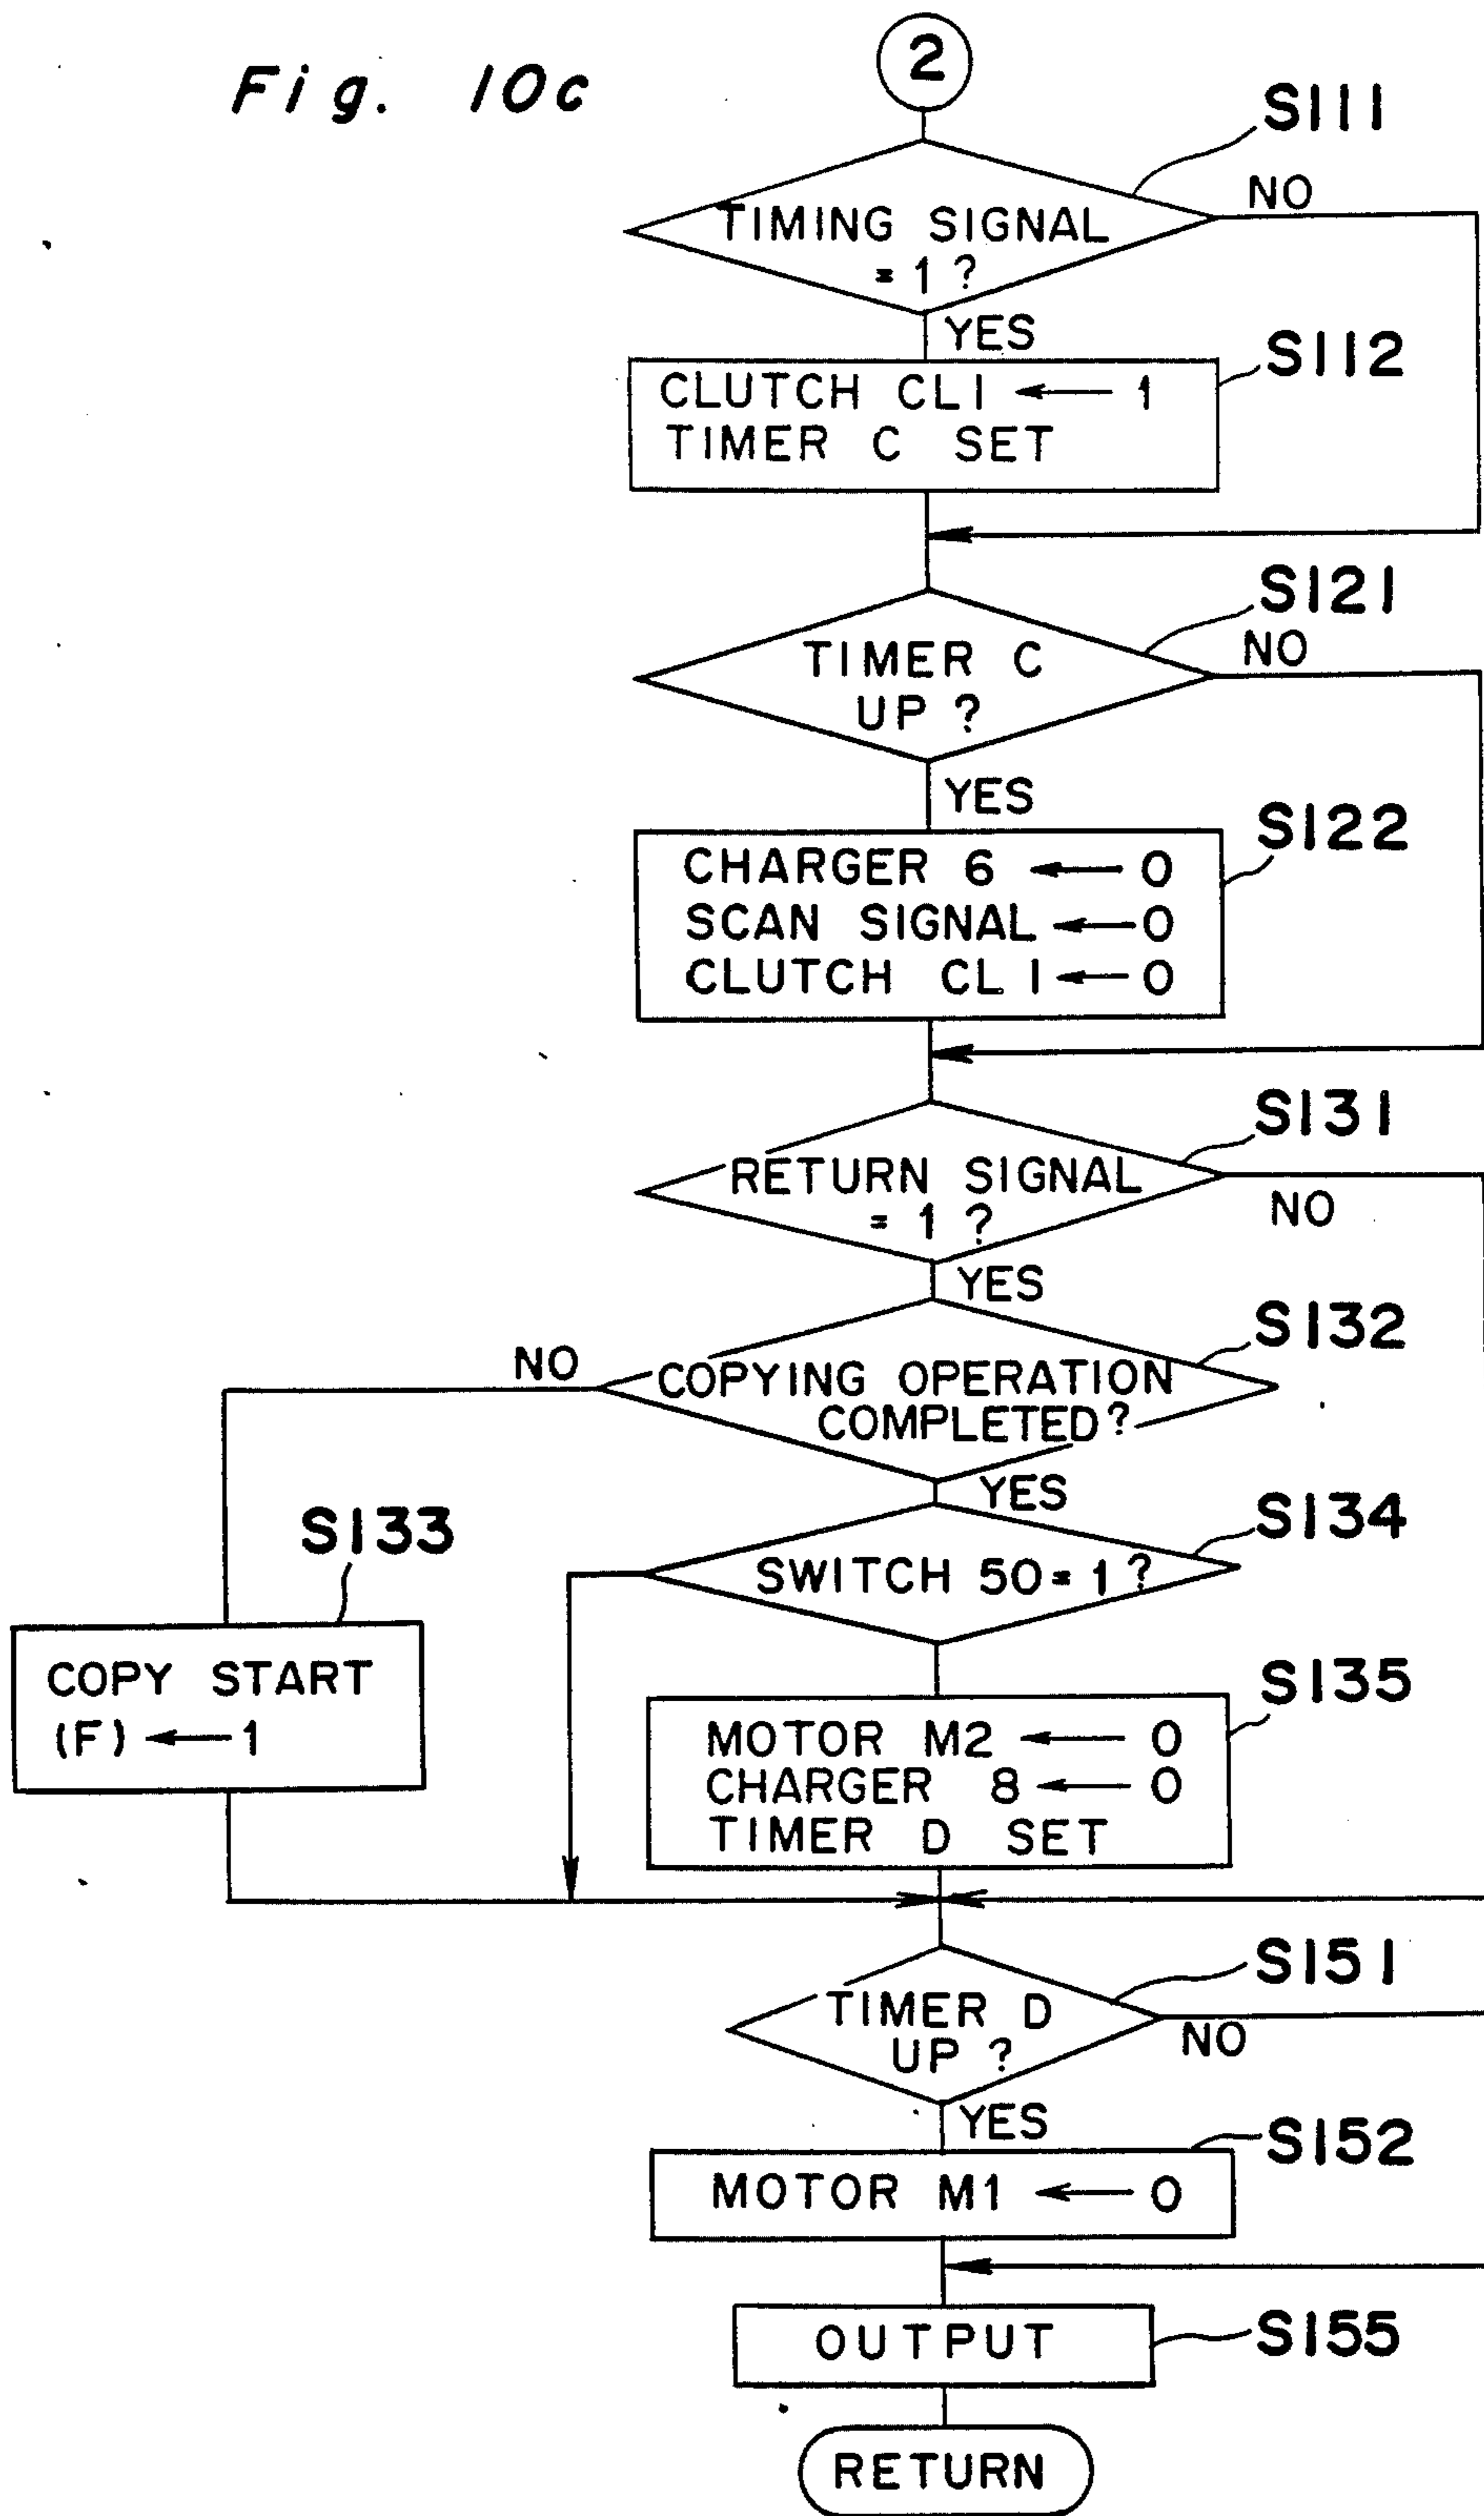 Fig. 10c
2
S111
NO
TIMING SIGNAL
= 1 ?
YES
S112
CLUTCH CL1 ← 1
TIMER C SET
S121
NO
TIMER C
UP ?
YES
S122
CHARGER 6 ← 0
SCAN SIGNAL ← 0
CLUTCH CL1 ← 0
S131
RETURN SIGNAL
= 1 ?
NO
YES
S132
NO
COPYING OPERATION
COMPLETED?
YES
S133
S134
SWITCH 50 = 1 ?
COPY START
(F) ← 1
S135
MOTOR M2 ← 0
CHARGER 8 ← 0
TIMER D SET
S151
TIMER D
UP ?
NO
YES
S152
MOTOR M1 ← 0
OUTPUT
S155
RETURN